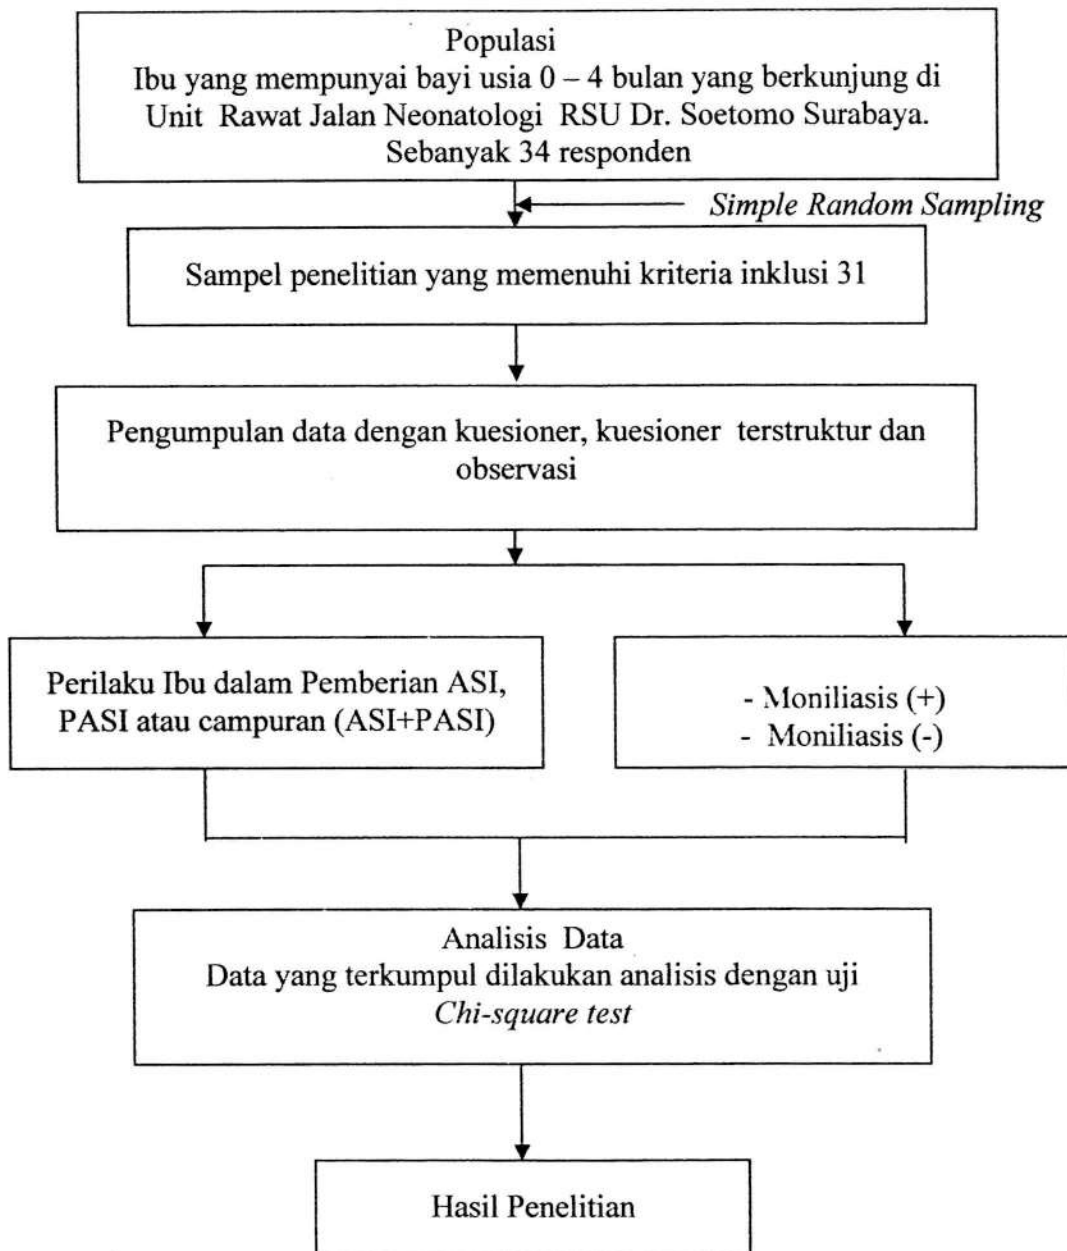 Populasi
Ibu yang mempunyai bayi usia 0 – 4 bulan yang berkunjung di
Unit Rawat Jalan Neonatologi RSU Dr. Soetomo Surabaya.
Sebanyak 34 responden
Simple Random Sampling
Sampel penelitian yang memenuhi kriteria inklusi 31
Pengumpulan data dengan kuesioner, kuesioner terstruktur dan
observasi
Perilaku Ibu dalam Pemberian ASI,
PASI atau campuran (ASI+PASI)
- Moniliasis (+)
- Moniliasis (-)
Analisis Data
Data yang terkumpul dilakukan analisis dengan uji
Chi-square test
Hasil Penelitian